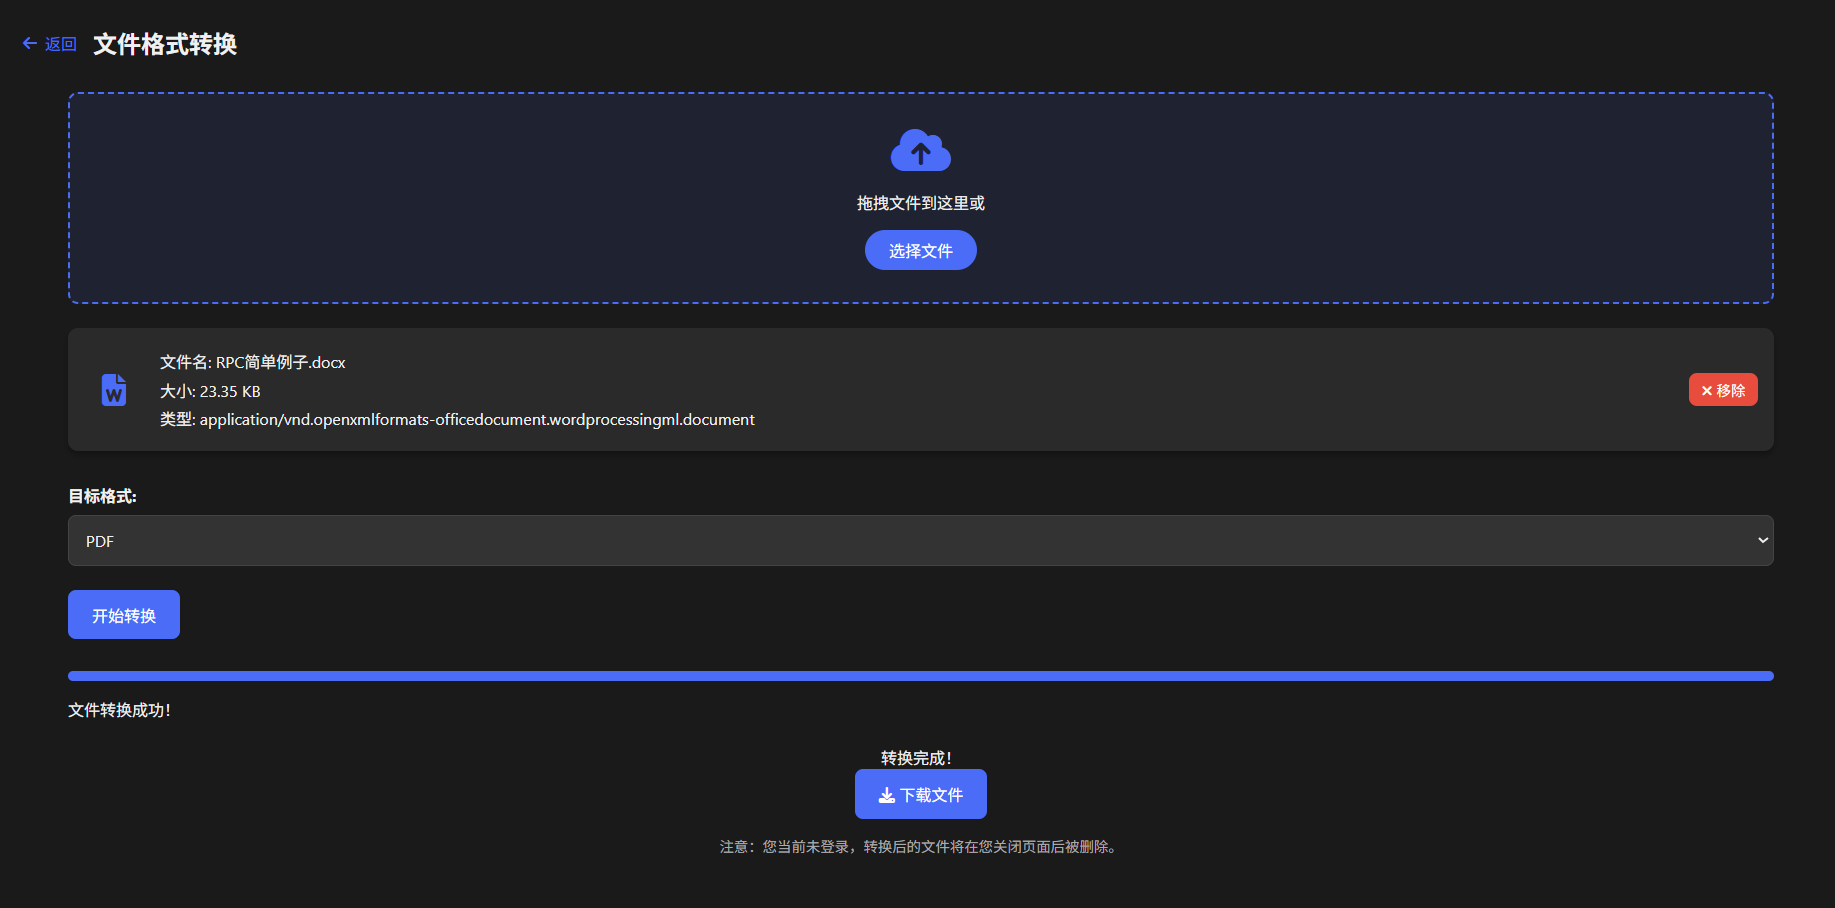 返回
文件格式转换
拖拽文件到这里或
选择文件
文件名: RPC简单例子.docx
大小: 23.35 KB
类型: application/vnd.openxmlformats-officedocument.wordprocessingml.document
移除
目标格式:
PDF
开始转换
文件转换成功！
转换完成！
下载文件
注意：您当前未登录，转换后的文件将在您关闭页面后被删除。